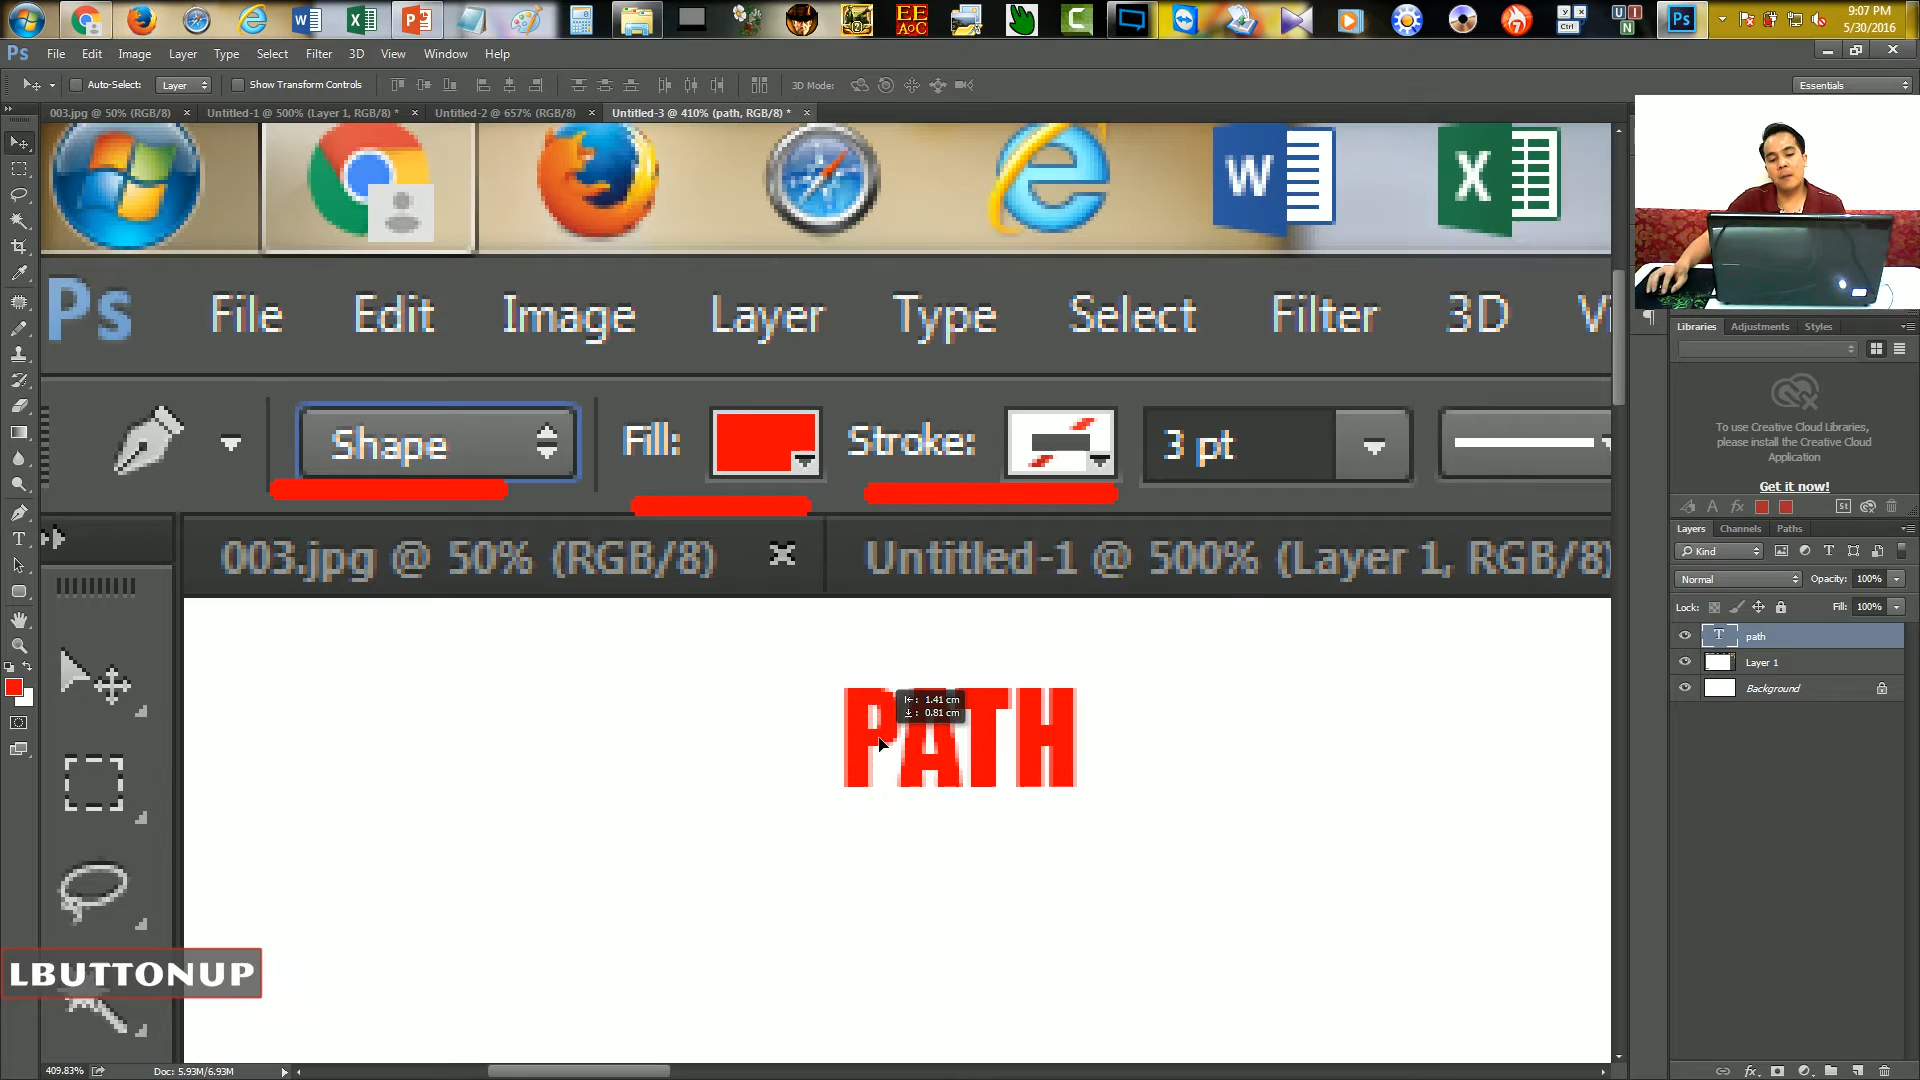 9:07 PM
5/30/2016
Ps File Edit Image Layer Type Select Filter 3D View Window Help
Auto-Select: Layer Show Transform Controls 3D Mode: Essentials
003.jpg @ 50% (RGB/8) × Untitled-1 @ 500% (Layer 1, RGB/8) * × Untitled-2 @ 657% (RGB/8) × Untitled-3 @ 410% (path, RGB/8) * ×
Ps File Edit Image Layer Type Select Filter 3D Vi
Shape Fill: Stroke: 3 pt
003.jpg @ 50% (RGB/8) × Untitled-1 @ 500% (Layer 1, RGB/8)
1.41 cm
0.81 cm
PATH
LBUTTONUP
409.83% Doc: 5.93M/6.93M
Libraries Adjustments Styles
To use Creative Cloud Libraries,
please install the Creative Cloud
Application
Get it now!
Layers Channels Paths
Kind
Normal Opacity: 100%
Lock: Fill: 100%
T path
Layer 1
Background